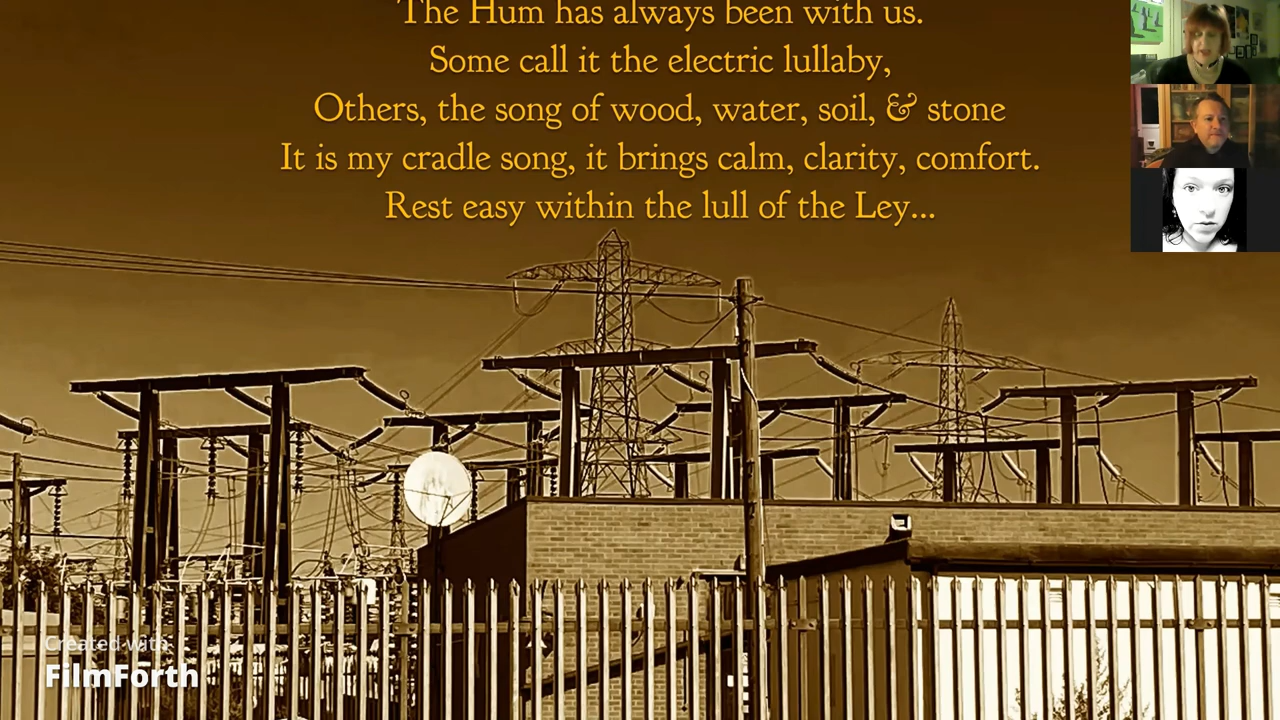 The Hum has always been with us.
Some call it the electric lullaby,
Others, the song of wood, water, soil, & stone
It is my cradle song, it brings calm, clarity, comfort.
Rest easy within the lull of the Ley...
Created with
FilmForth